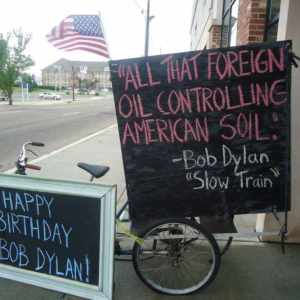 "ALL THAT FOREIGN
OIL CONTROLLING
AMERICAN SOIL."
-Bob Dylan
"Slow Train"
HAPPY
BIRTHDAY
BOB DYLAN!